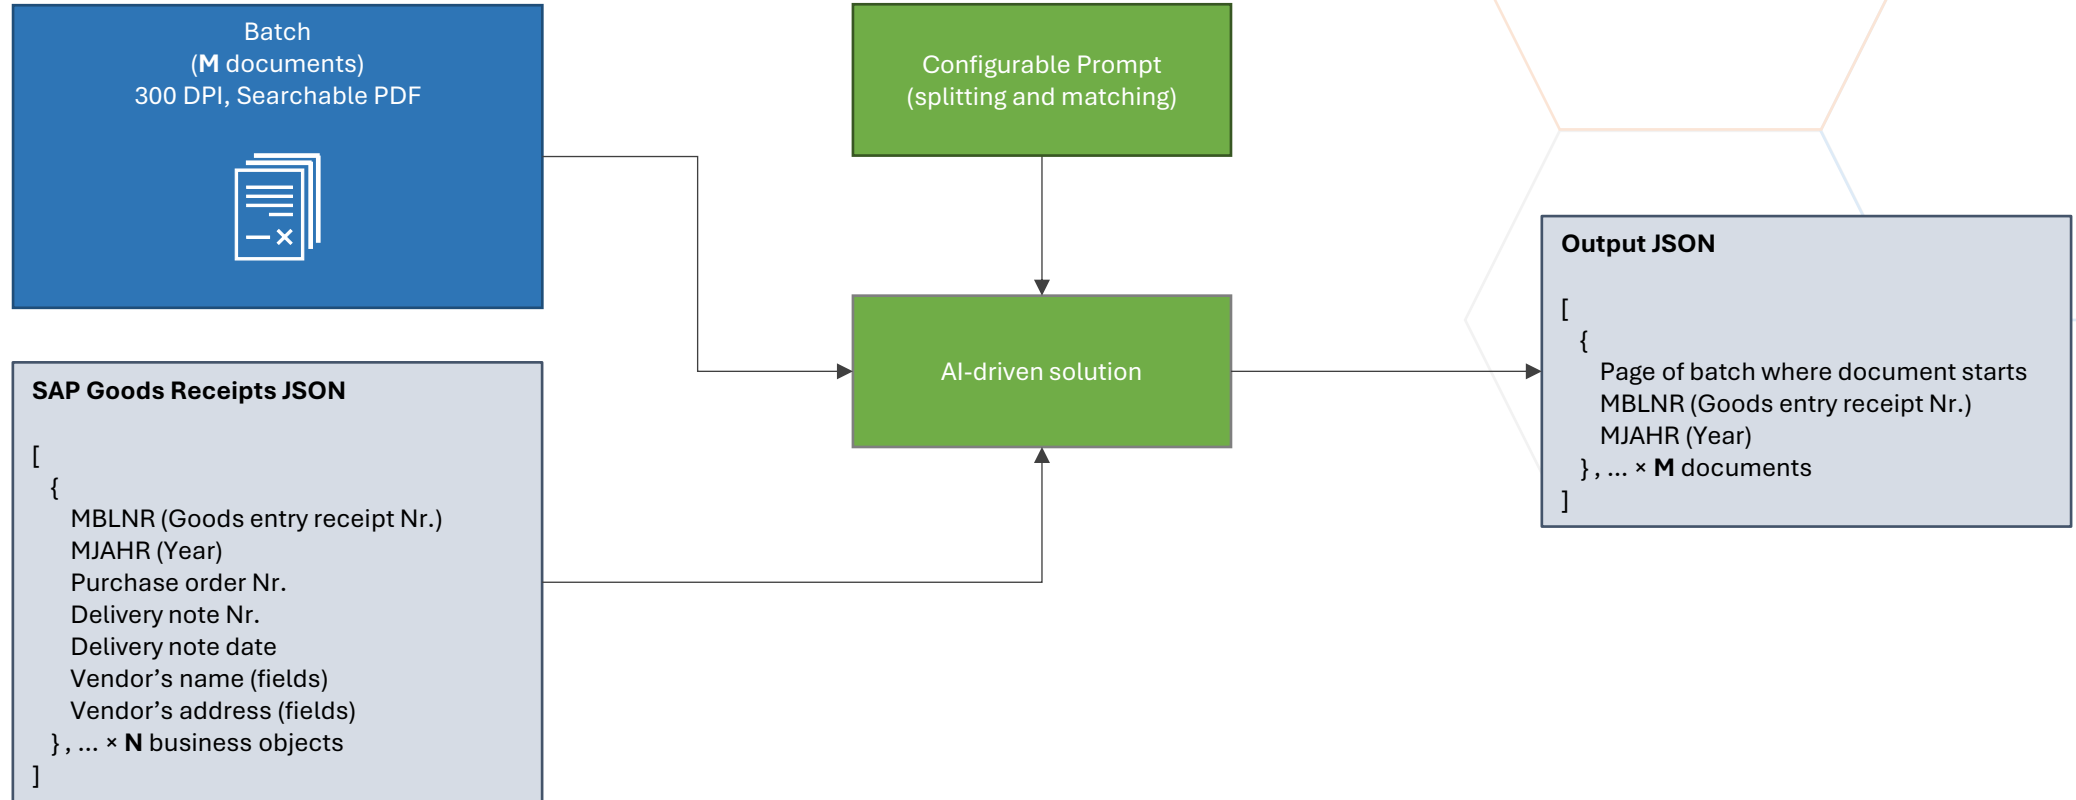 Batch
(M documents)
300 DPI, Searchable PDF
Configurable Prompt
(splitting and matching)
AI-driven solution
SAP Goods Receipts JSON
[
{
MBLNR (Goods entry receipt Nr.)
MJAHR (Year)
Purchase order Nr.
Delivery note Nr.
Delivery note date
Vendor’s name (fields)
Vendor’s address (fields)
} , ... × N business objects
]
Output JSON
[
{
Page of batch where document starts
MBLNR (Goods entry receipt Nr.)
MJAHR (Year)
} , ... × M documents
]